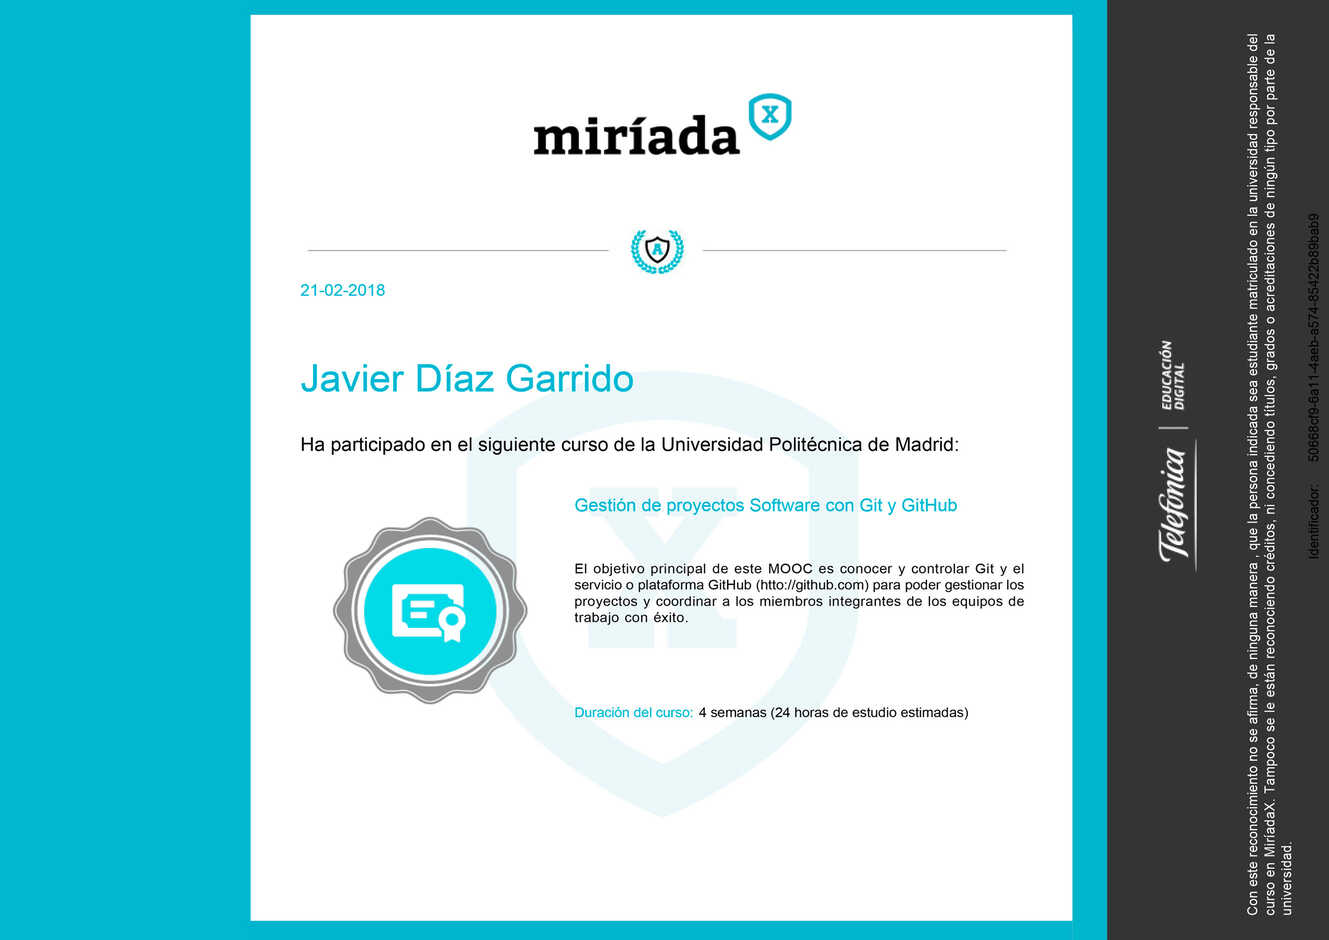 miríada X
A
21-02-2018
Javier Díaz Garrido
Ha participado en el siguiente curso de la Universidad Politécnica de Madrid:
Gestión de proyectos Software con Git y GitHub
El objetivo principal de este MOOC es conocer y controlar Git y el
servicio o plataforma GitHub (htto://github.com) para poder gestionar los
proyectos y coordinar a los miembros integrantes de los equipos de
trabajo con éxito.
Duración del curso: 4 semanas (24 horas de estudio estimadas)
Telefónica
EDUCACIÓN
DIGITAL
Con este reconocimiento no se afirma, de ninguna manera , que la persona indicada sea estudiante matriculado en la universidad responsable del
curso en MiríadaX. Tampoco se le están reconociendo créditos, ni concediendo títulos, grados o acreditaciones de ningún tipo por parte de la
universidad.
Identificador: 50668cf9-6a11-4aeb-a574-85422b89bab9